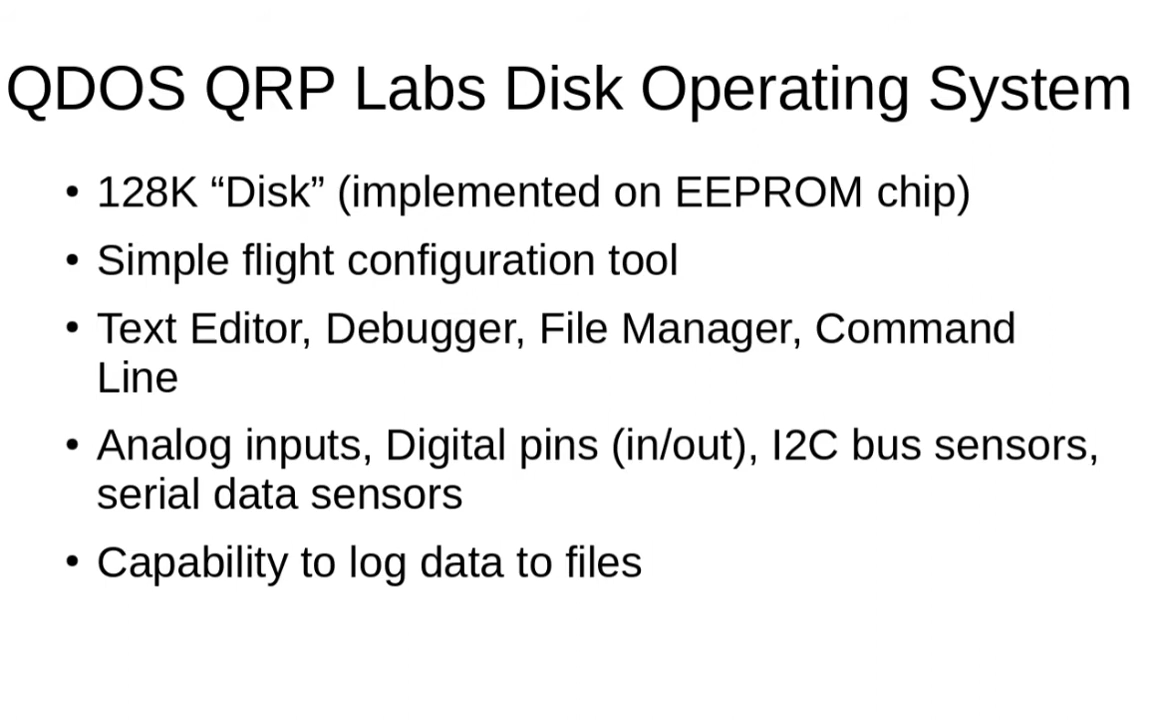 QDOS QRP Labs Disk Operating System
• 128K “Disk” (implemented on EEPROM chip)
• Simple flight configuration tool
• Text Editor, Debugger, File Manager, Command
Line
• Analog inputs, Digital pins (in/out), I2C bus sensors,
serial data sensors
• Capability to log data to files